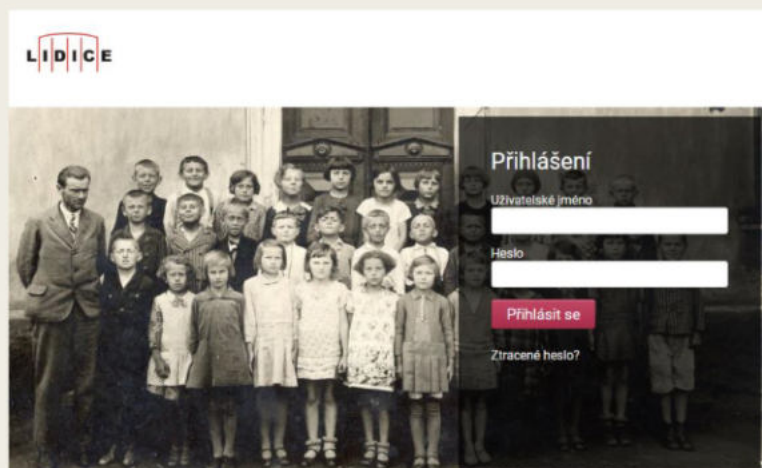 LIDICE
Přihlášení
Uživatelské jméno
Heslo
Přihlásit se
Ztracené heslo?